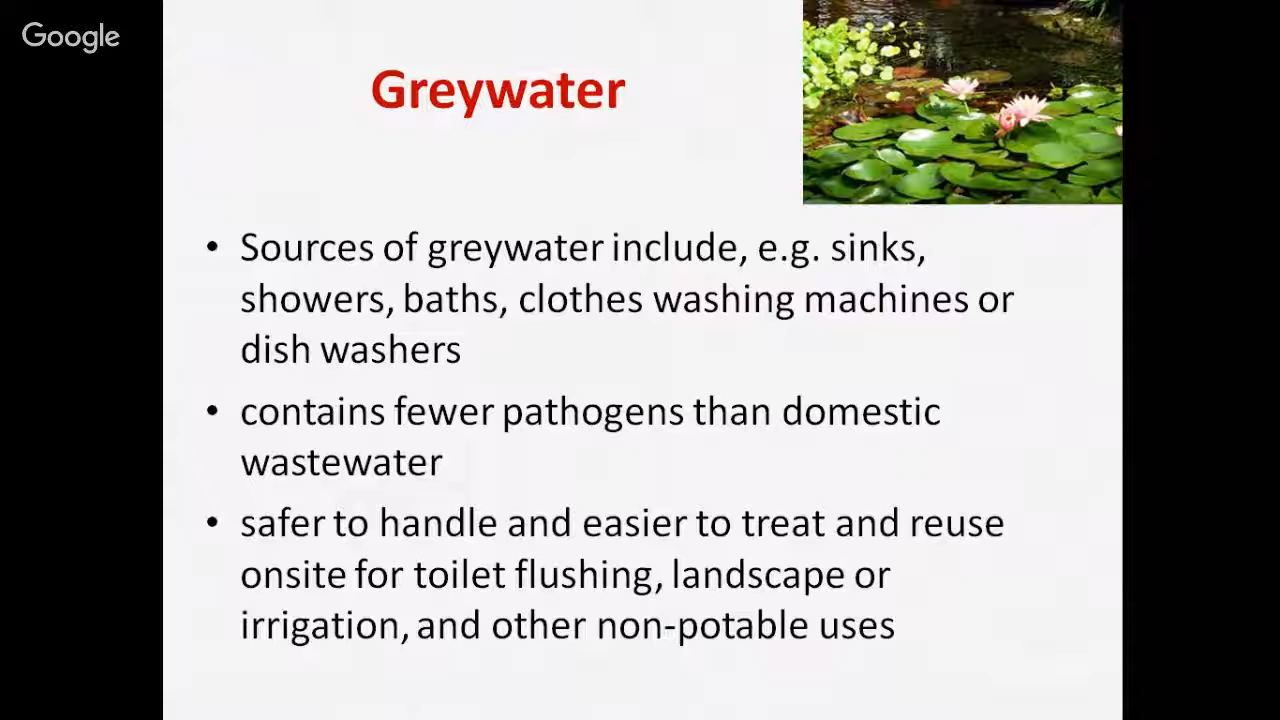 Google
Greywater
• Sources of greywater include, e.g. sinks,
showers, baths, clothes washing machines or
dish washers
• contains fewer pathogens than domestic
wastewater
• safer to handle and easier to treat and reuse
onsite for toilet flushing, landscape or
irrigation, and other non-potable uses